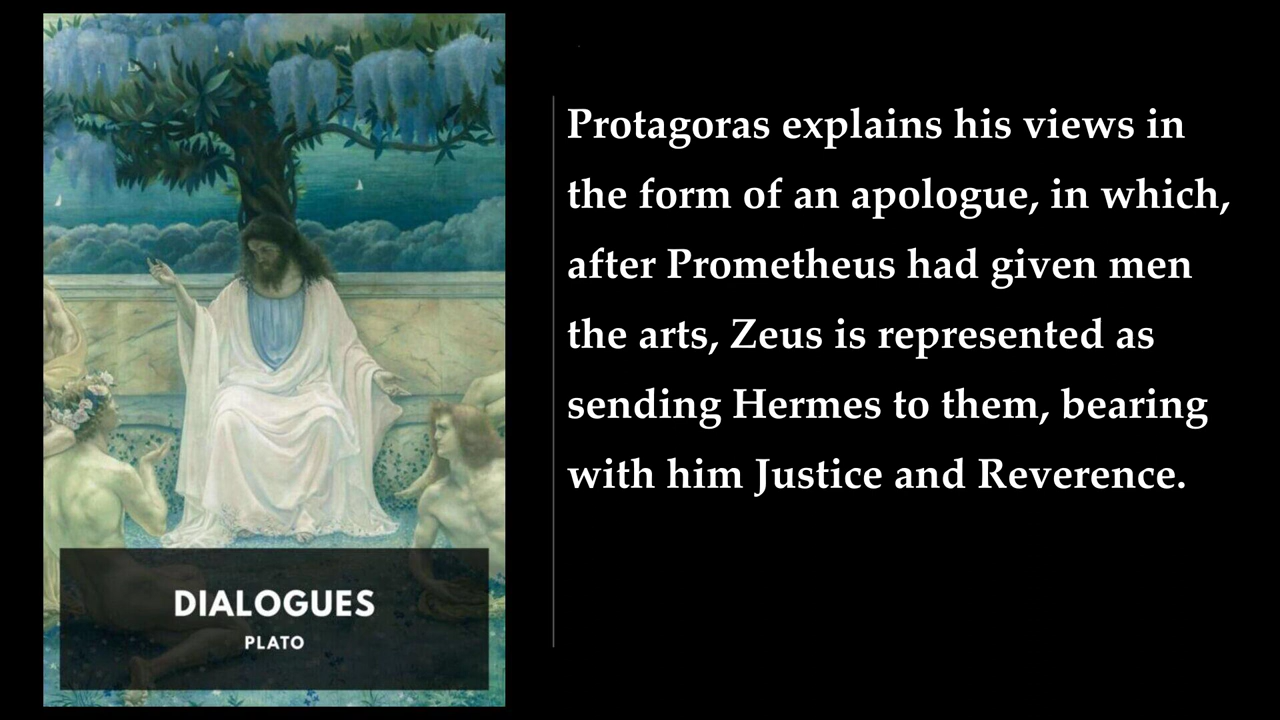 DIALOGUES
PLATO
Protagoras explains his views in
the form of an apologue, in which,
after Prometheus had given men
the arts, Zeus is represented as
sending Hermes to them, bearing
with him Justice and Reverence.